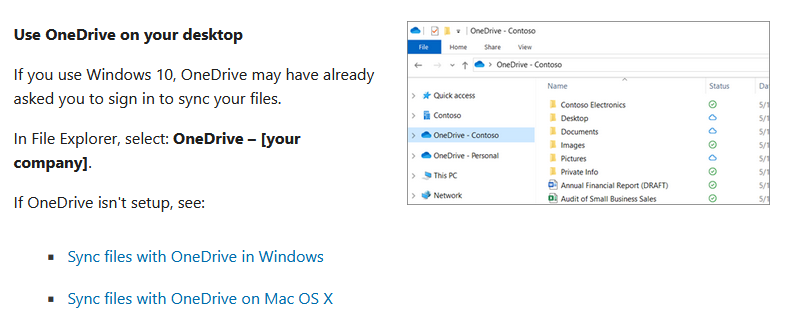 Use OneDrive on your desktop
If you use Windows 10, OneDrive may have already
asked you to sign in to sync your files.
In File Explorer, select: OneDrive – [your
company].
If OneDrive isn't setup, see:
▪ Sync files with OneDrive in Windows
▪ Sync files with OneDrive on Mac OS X
OneDrive - Contoso
File Home Share View
OneDrive - Contoso
Name Status Da
Quick access
Contoso
OneDrive - Contoso
OneDrive - Personal
This PC
Network
Contoso Electronics 5/1
Desktop 5/1
Documents 5/1
Images 5/1
Pictures 5/1
Private Info 5/1
Annual Financial Report (DRAFT) 5/1
Audit of Small Business Sales 5/1